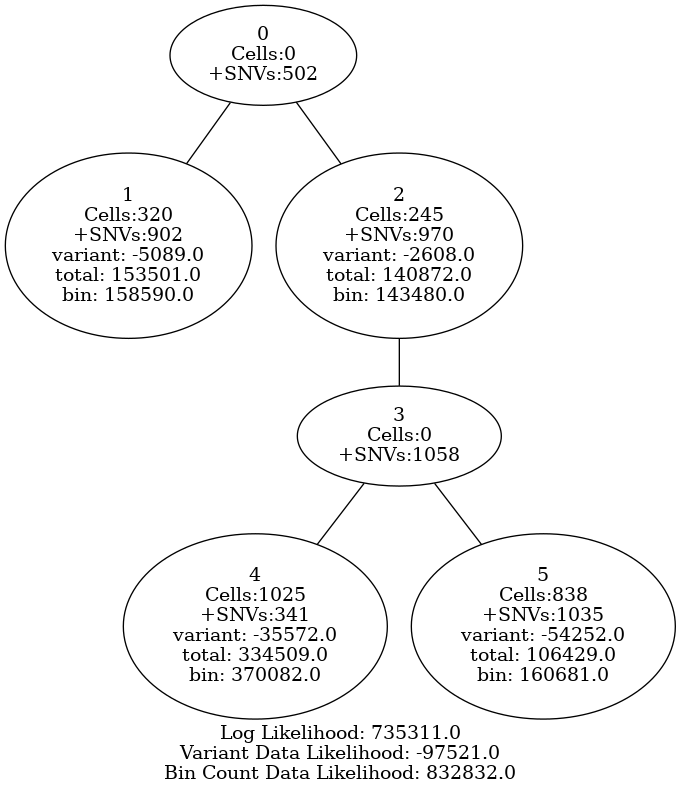 0
Cells:0
+SNVs:502
1
Cells:320
+SNVs:902
variant: -5089.0
total: 153501.0
bin: 158590.0
2
Cells:245
+SNVs:970
variant: -2608.0
total: 140872.0
bin: 143480.0
3
Cells:0
+SNVs:1058
4
Cells:1025
+SNVs:341
variant: -35572.0
total: 334509.0
bin: 370082.0
5
Cells:838
+SNVs:1035
variant: -54252.0
total: 106429.0
bin: 160681.0
Log Likelihood: 735311.0
Variant Data Likelihood: -97521.0
Bin Count Data Likelihood: 832832.0